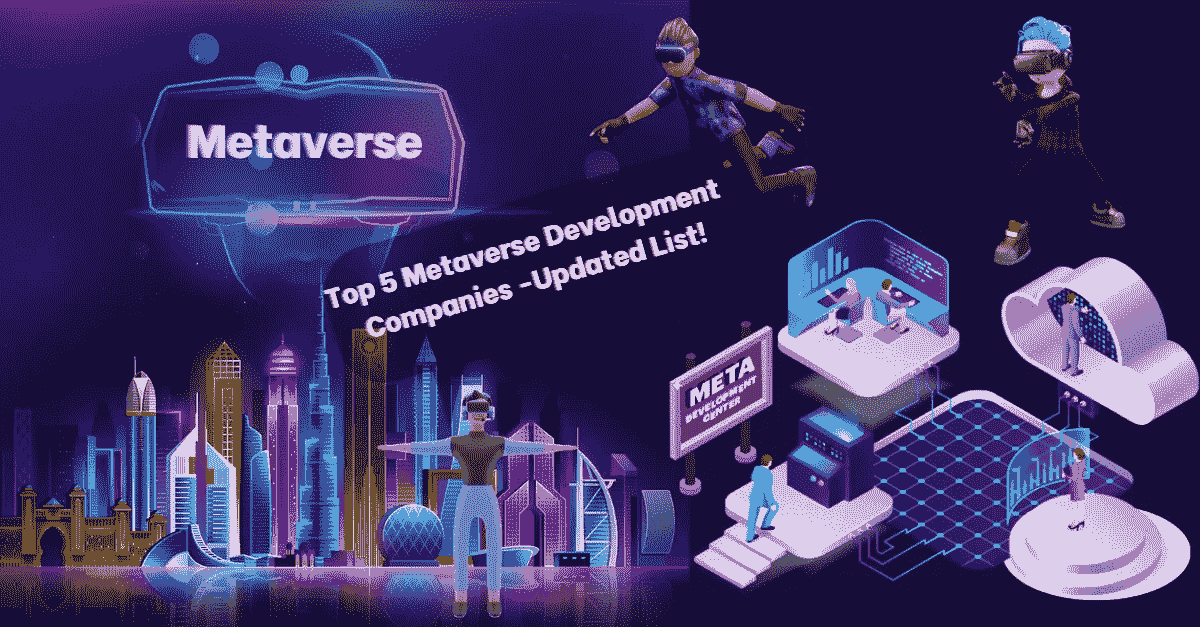 Metaverse
Top 5 Metaverse Development
Companies -Updated List!
META
DEVELOPMENT
CENTER